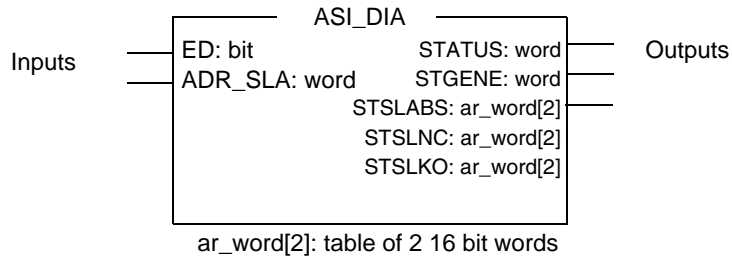 ASI_DIA
Inputs
ED: bit
ADR_SLA: word
STATUS: word
STGENE: word
STSLABS: ar_word[2]
STSLNC: ar_word[2]
STSLKO: ar_word[2]
Outputs
ar_word[2]: table of 2 16 bit words